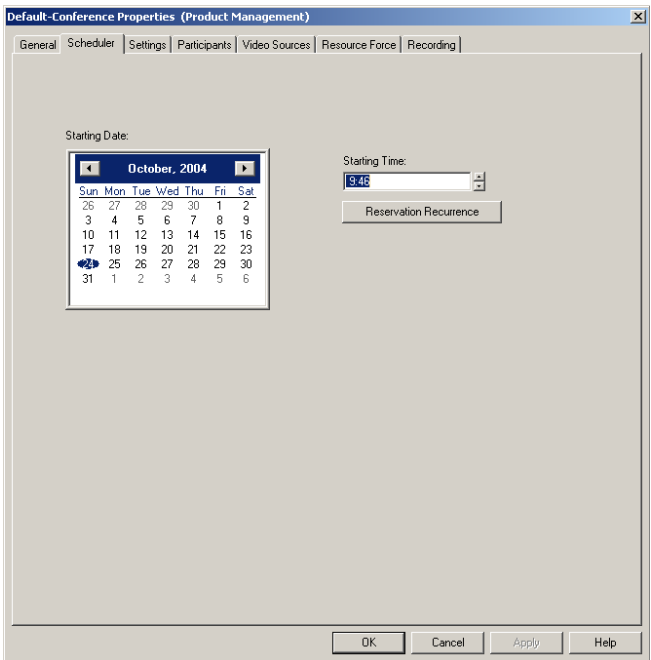 Default-Conference Properties (Product Management)
General Scheduler Settings Participants Video Sources Resource Force Recording
Starting Date:
October, 2004
Sun Mon Tue Wed Thu Fri Sat
26 27 28 29 30 1 2
3 4 5 6 7 8 9
10 11 12 13 14 15 16
17 18 19 20 21 22 23
24 25 26 27 28 29 30
31 1 2 3 4 5 6
Starting Time:
9:46
Reservation Recurrence
OK Cancel Apply Help